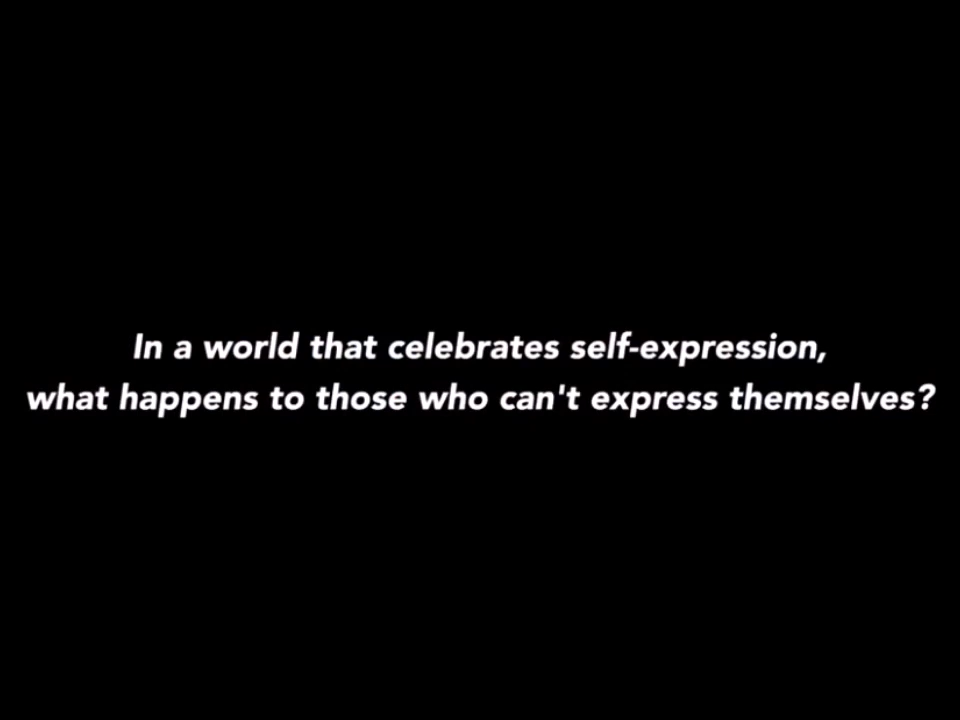 In a world that celebrates self-expression,
what happens to those who can't express themselves?